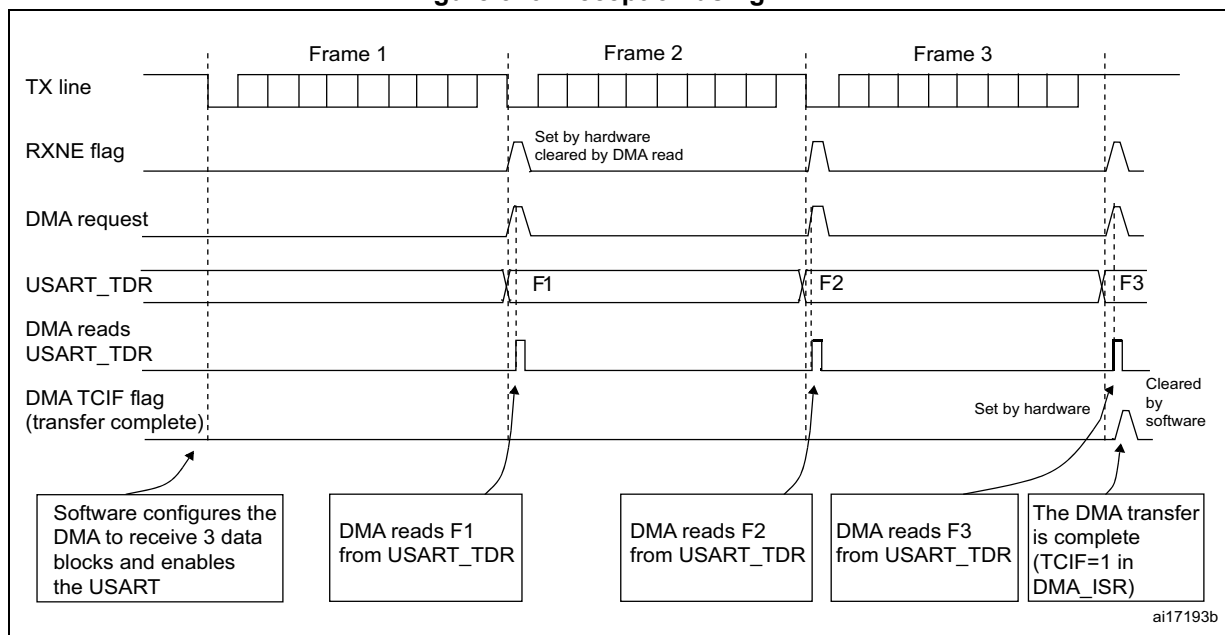 Frame 1
Frame 2
Frame 3
TX line
RXNE flag
Set by hardware
cleared by DMA read
DMA request
USART_TDR
F1
F2
F3
DMA reads
USART_TDR
DMA TCIF flag
(transfer complete)
Set by hardware
Cleared
by
software
Software configures the
DMA to receive 3 data
blocks and enables
the USART
DMA reads F1
from USART_TDR
DMA reads F2
from USART_TDR
DMA reads F3
from USART_TDR
The DMA transfer
is complete
(TCIF=1 in
DMA_ISR)
ai17193b